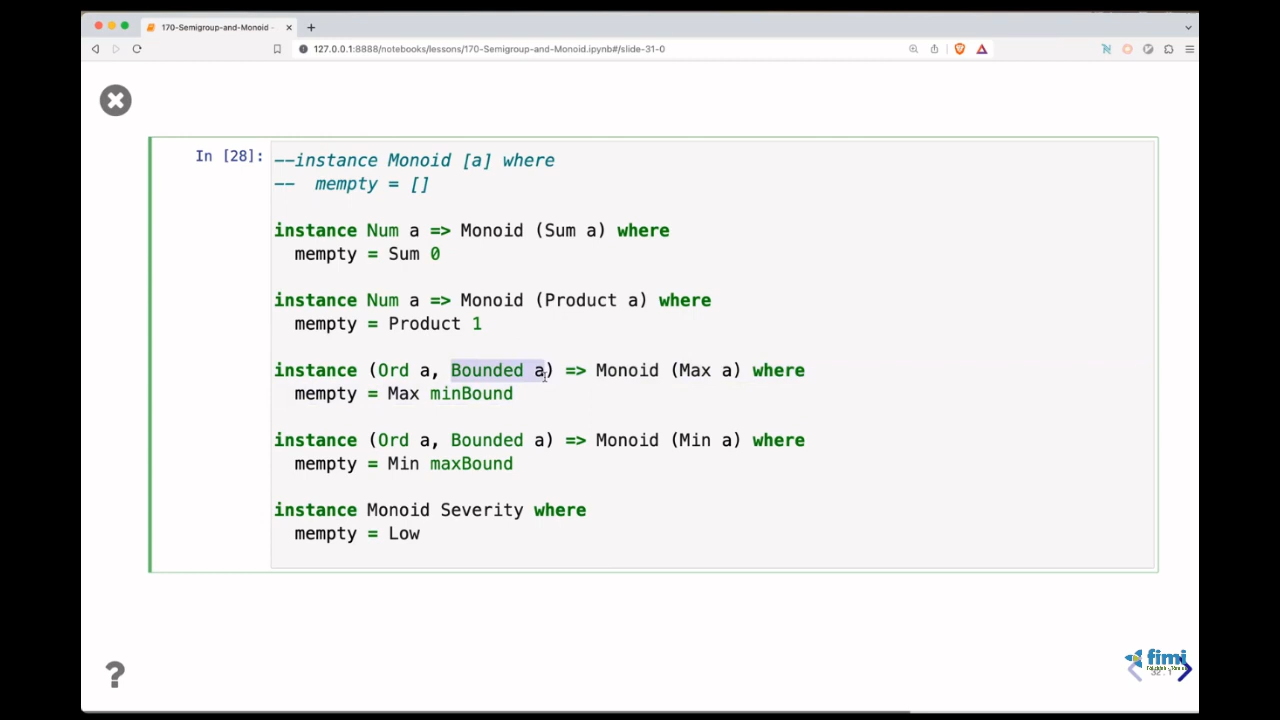 170-Semigroup-and-Monoid -
127.0.0.1:8888/notebooks/lessons/170-Semigroup-and-Monoid.ipynb#/slide-31-0
In [28]:
--instance Monoid [a] where
--  mempty = []
instance Num a => Monoid (Sum a) where
  mempty = Sum 0
instance Num a => Monoid (Product a) where
  mempty = Product 1
instance (Ord a, Bounded a) => Monoid (Max a) where
  mempty = Max minBound
instance (Ord a, Bounded a) => Monoid (Min a) where
  mempty = Min maxBound
instance Monoid Severity where
  mempty = Low
?
fimi